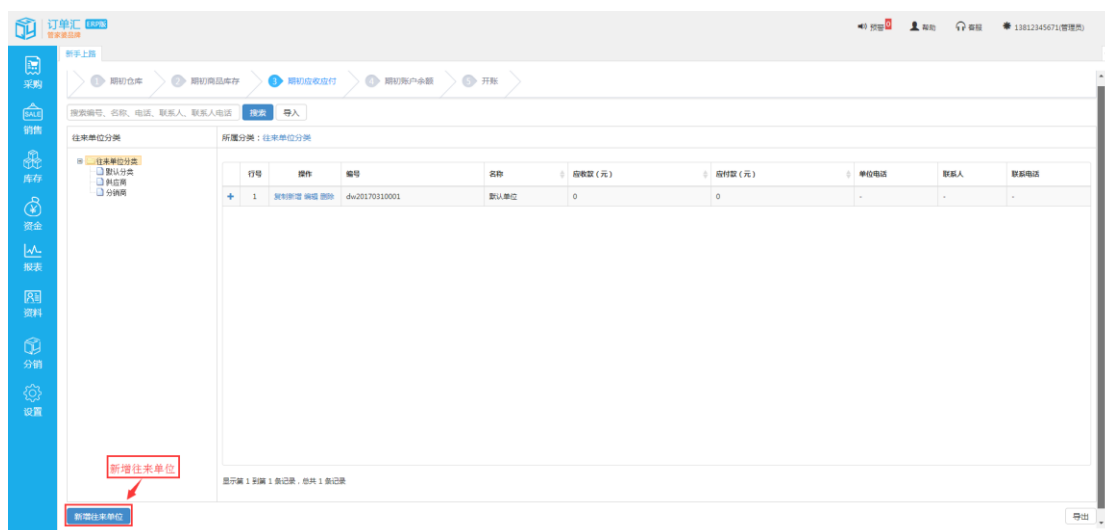 订单汇 ERP版
管家婆品牌
预警 0 帮助 客服 13812345671(管理员)
新手上路
采购
销售
库存
资金
报表
资料
分销
设置
1 期初仓库 2 期初商品库存 3 期初应收应付 4 期初账户余额 5 开账
搜索编号、名称、电话、联系人、联系人电话 搜索 导入
往来单位分类
往来单位分类
默认分类
供应商
分销商
所属分类：往来单位分类
行号 操作 编号 名称 应收款（元） 应付款（元） 单位电话 联系人 联系电话
1 复制新增 编辑 删除 dw20170310001 默认单位 0 0 - - -
显示第 1 到第 1 条记录，总共 1 条记录
新增往来单位
新增往来单位 导出